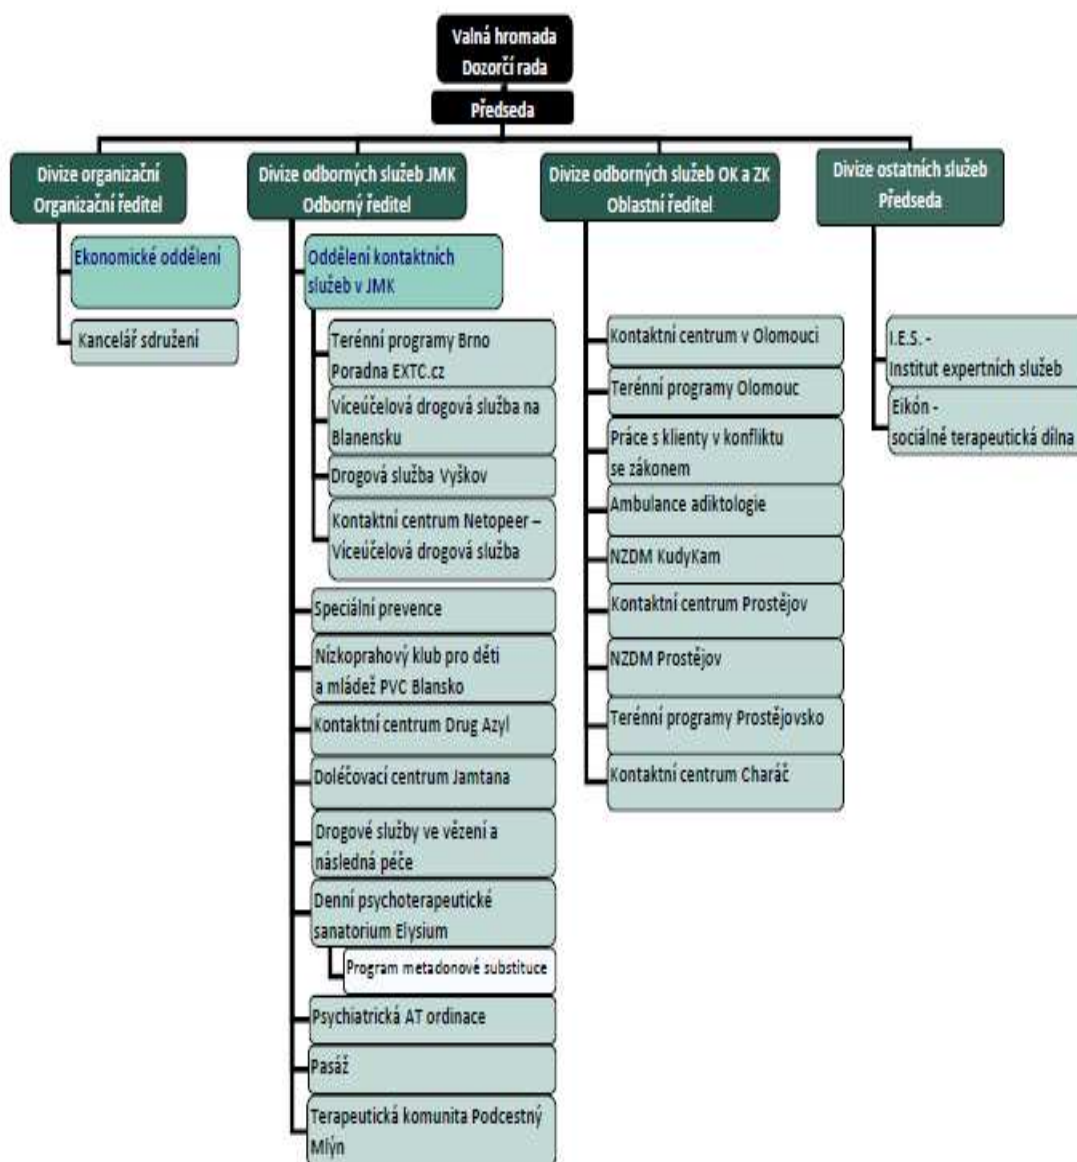 Valná hromada
Dozorčí rada
Předseda
Divize organizační
Organizační ředitel
Ekonomické oddělení
Kancelář sdružení
Divize odborných služeb JMK
Odborný ředitel
Oddělení kontaktních
služeb v JMK
Terénní programy Brno
Poradna EXTC.cz
Víceúčelová drogová služba na
Blanensku
Drogová služba Vyškov
Kontaktní centrum Netopeer –
Víceúčelová drogová služba
Speciální prevence
Nízkoprahový klub pro děti
a mládež PVC Blansko
Kontaktní centrum Drug Azyl
Doléčovací centrum Jamtana
Drogové služby ve vězení a
následná péče
Denní psychoterapeutické
sanatorium Elysium
Program metadonové substituce
Psychiatrická AT ordinace
Pasáž
Terapeutická komunita Podcestný
Mlýn
Divize odborných služeb OK a ZK
Oblastní ředitel
Kontaktní centrum v Olomouci
Terénní programy Olomouc
Práce s klienty v konfliktu
se zákonem
Ambulance adiktologie
NZDM KudyKam
Kontaktní centrum Prostějov
NZDM Prostějov
Terénní programy Prostějovsko
Kontaktní centrum Charáč
Divize ostatních služeb
Předseda
I.E.S. -
Institut expertních služeb
Eikón -
sociálné terapeutická dílna